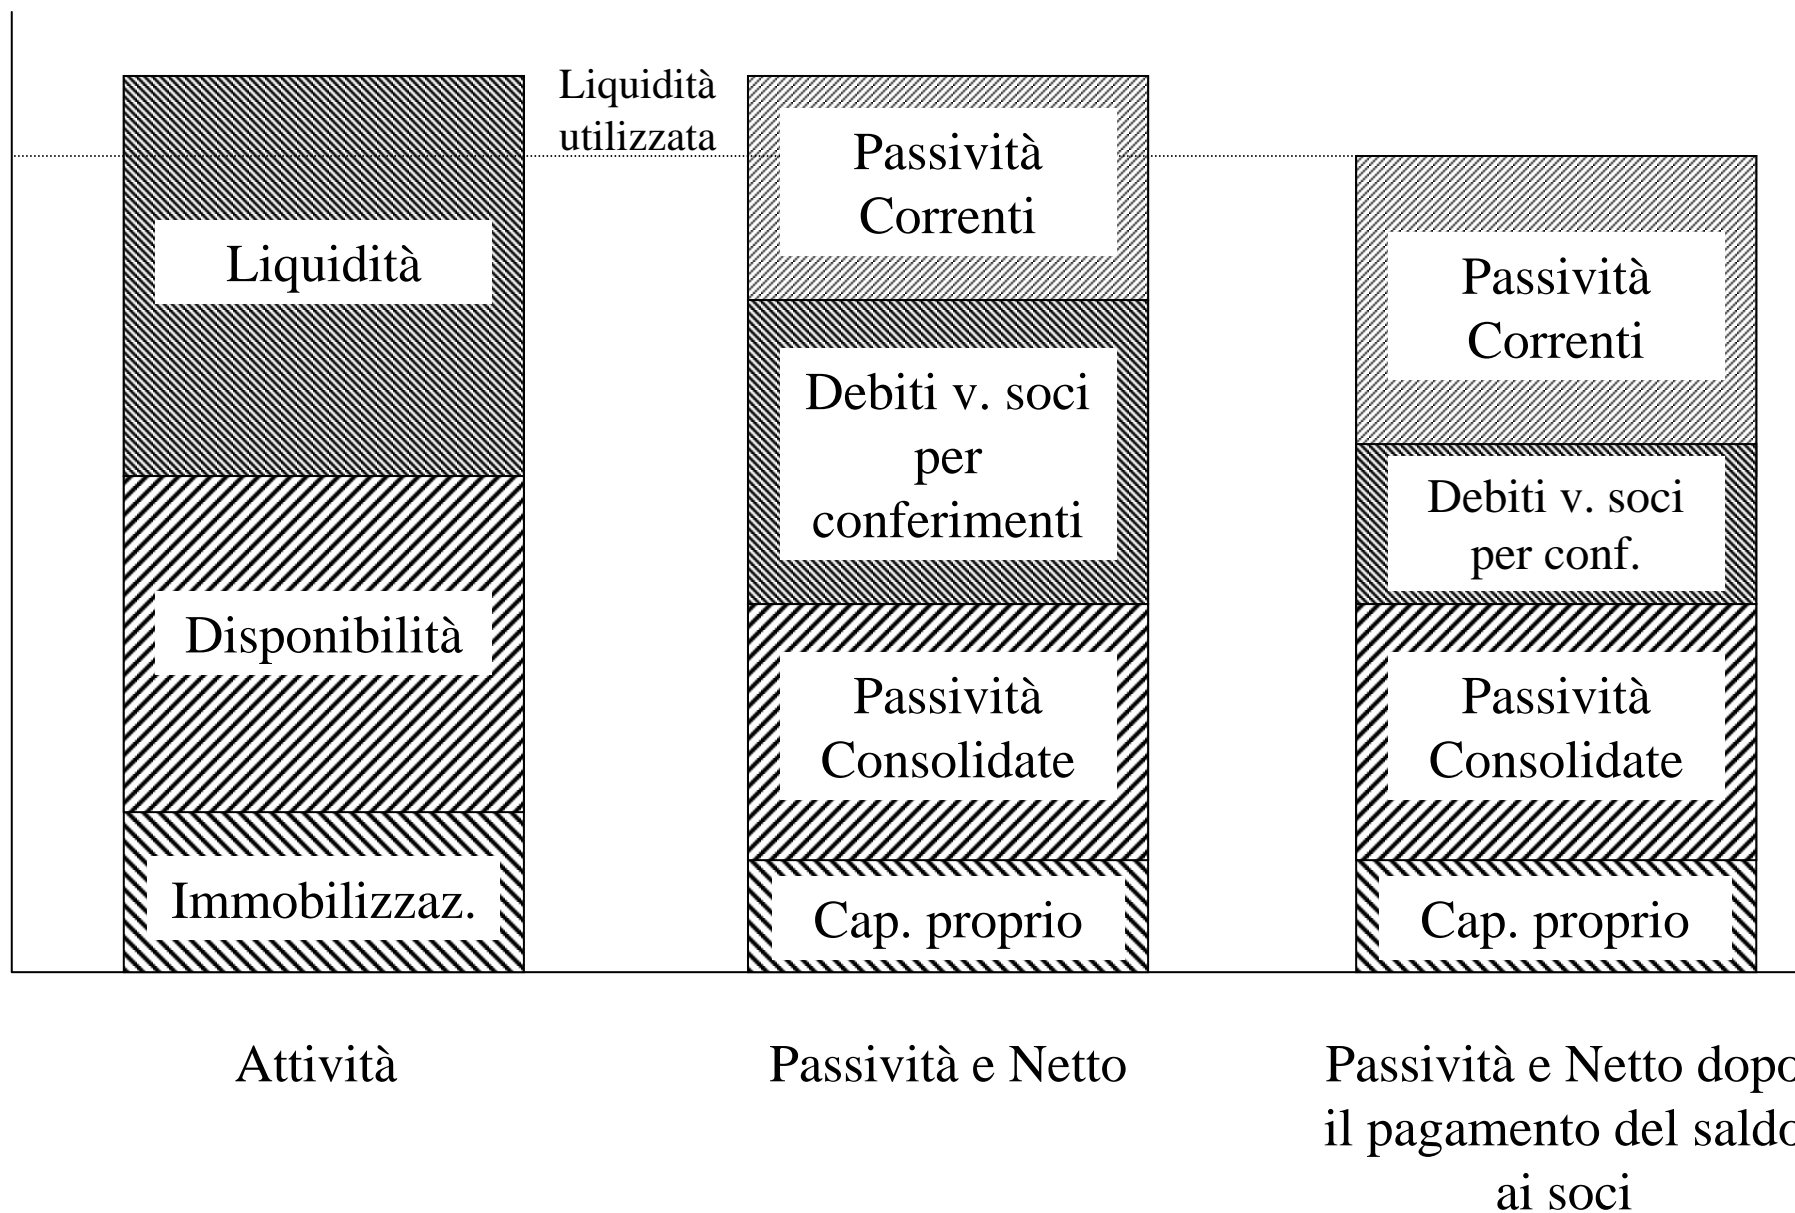 Liquidità
utilizzata
Liquidità
Disponibilità
Immobilizzaz.
Passività
Correnti
Debiti v. soci
per
conferimenti
Passività
Consolidate
Cap. proprio
Passività
Correnti
Debiti v. soci
per conf.
Passività
Consolidate
Cap. proprio
Attività
Passività e Netto
Passività e Netto dopo
il pagamento del saldo
ai soci